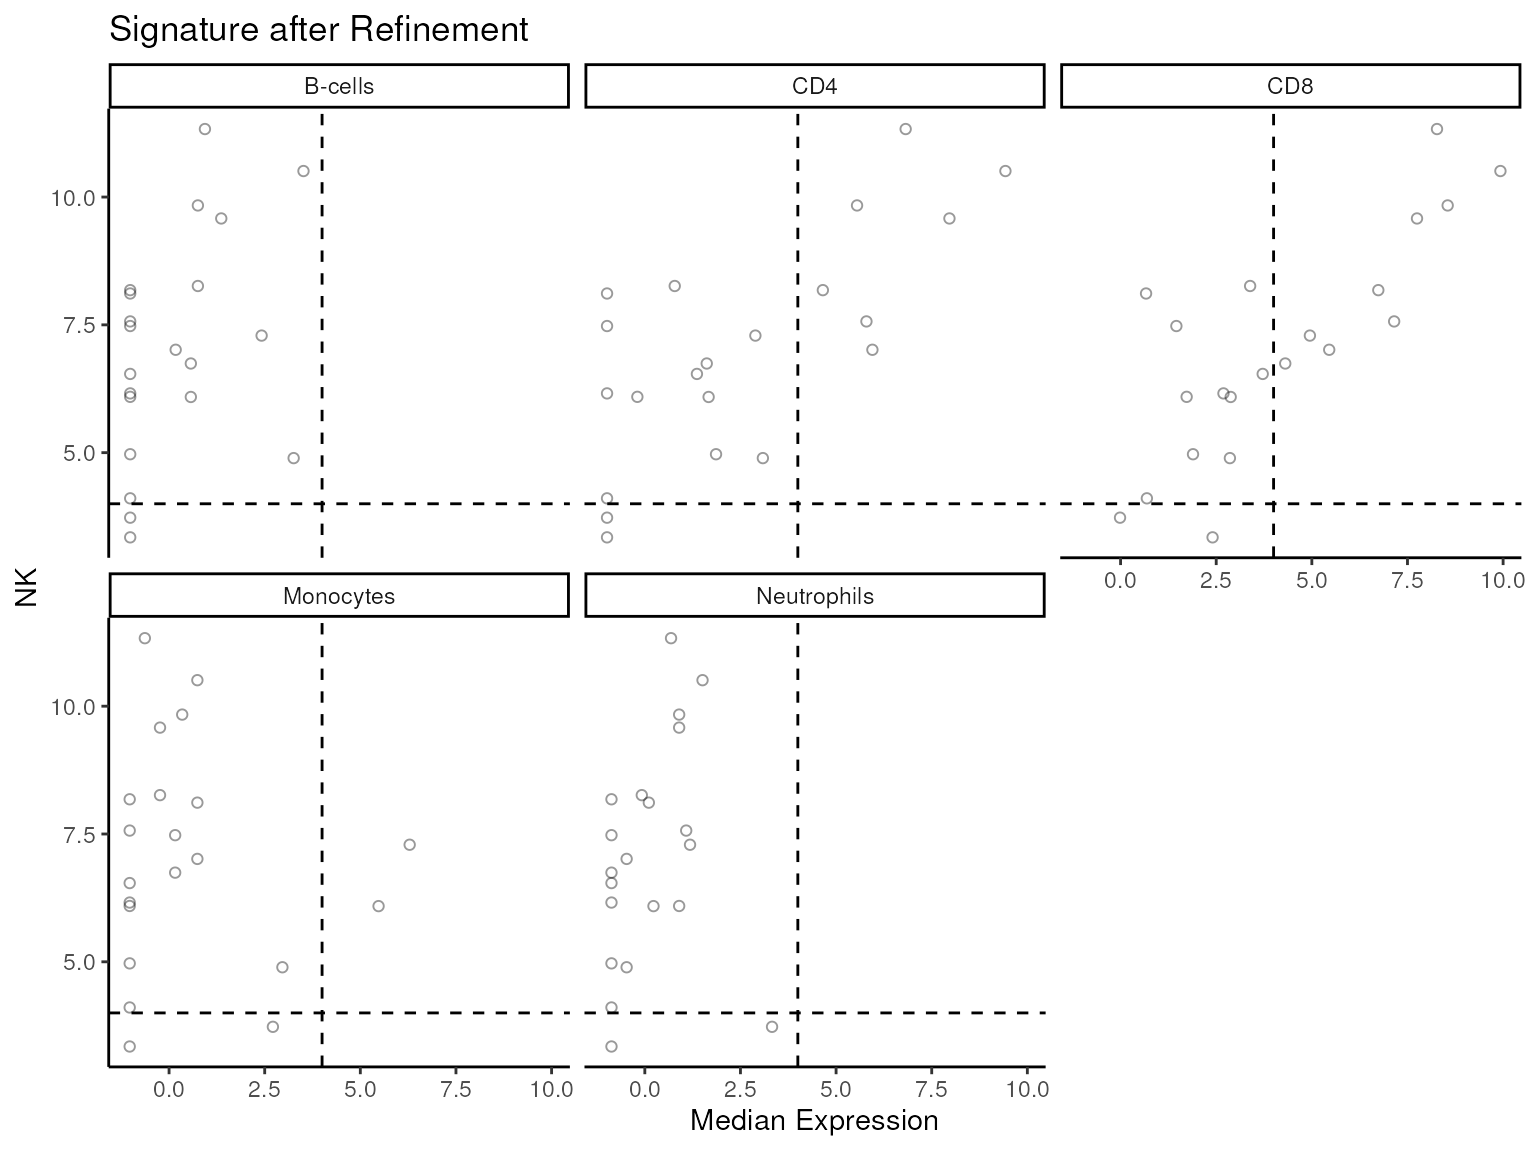 Signature after Refinement
B-cells
CD4
CD8
10.0
7.5
5.0
0.0 2.5 5.0 7.5 10.0
NK
Monocytes
Neutrophils
10.0
7.5
5.0
0.0 2.5 5.0 7.5 10.0
0.0 2.5 5.0 7.5 10.0
Median Expression